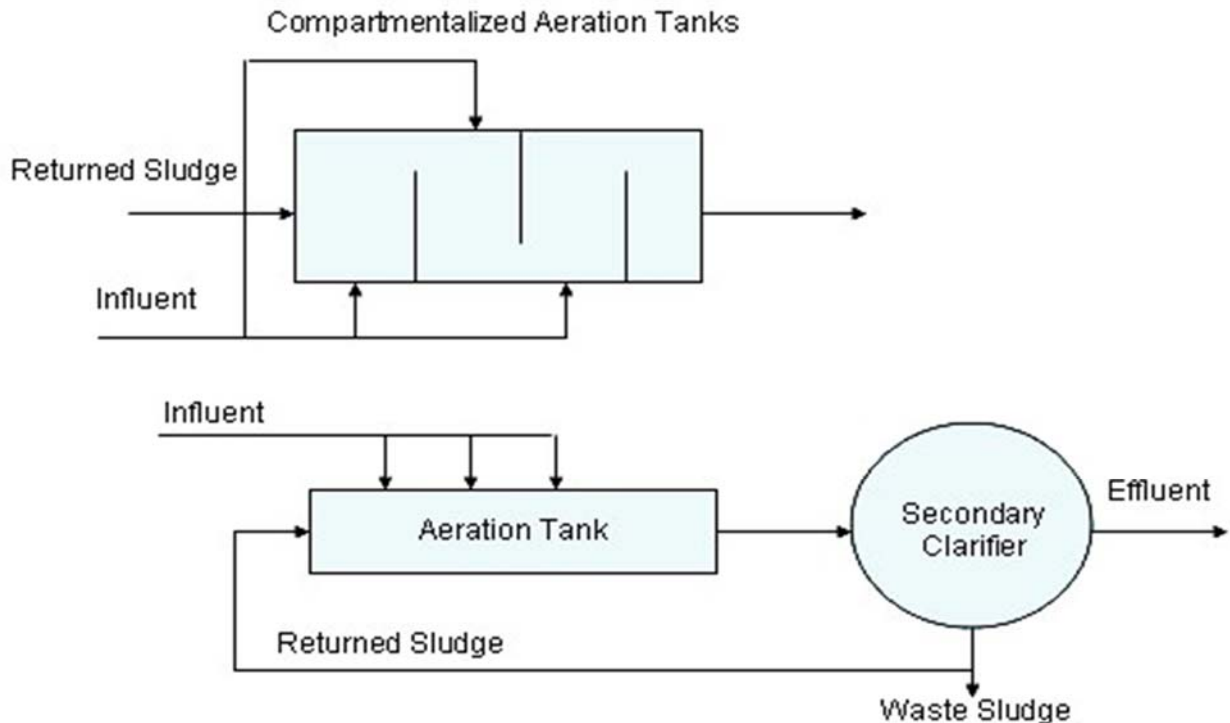 Compartmentalized Aeration Tanks
Returned Sludge
Influent
Influent
Aeration Tank
Secondary
Clarifier
Effluent
Returned Sludge
Waste Sludge